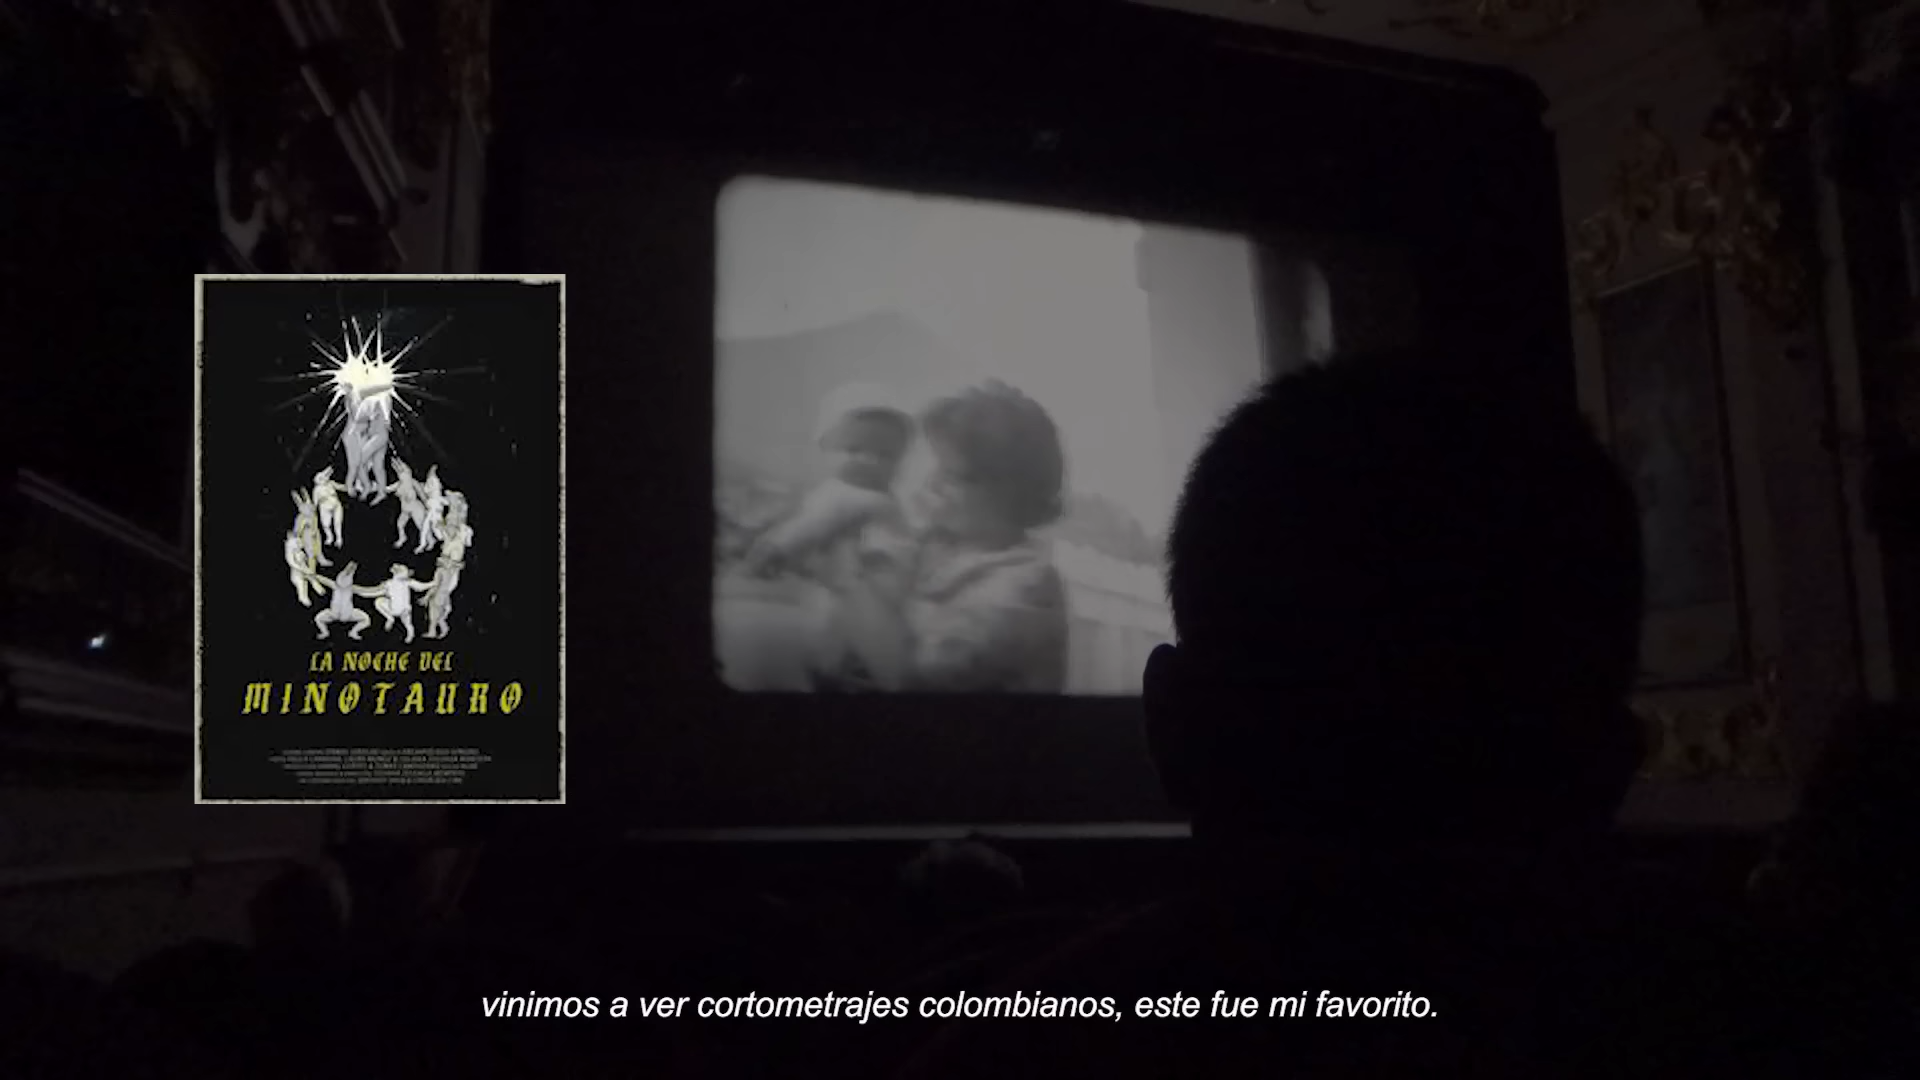 LA NOCHE DEL
MINOTAURO
vinimos a ver cortometrajes colombianos, este fue mi favorito.